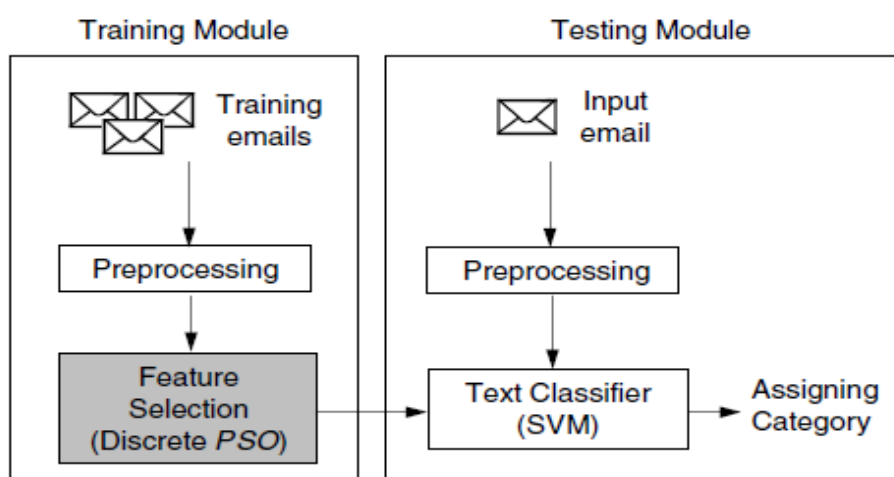 Training Module
Training
emails
Preprocessing
Feature
Selection
(Discrete PSO)
Testing Module
Input
email
Preprocessing
Text Classifier
(SVM)
Assigning
Category